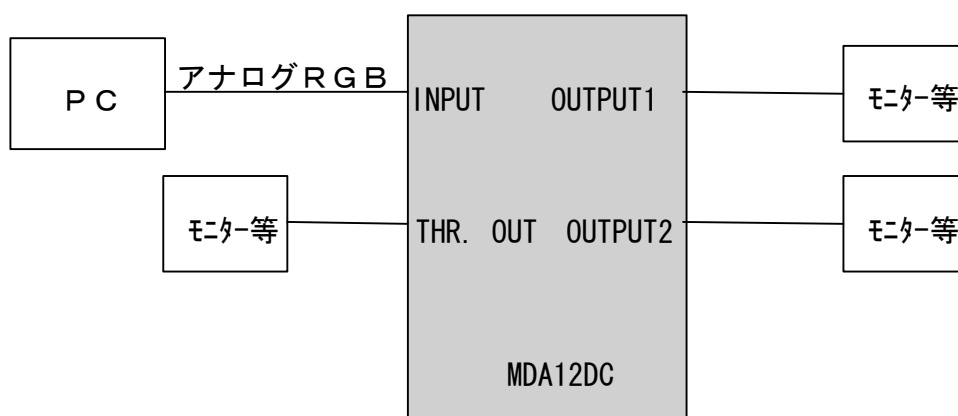 アナログＲＧＢ
ＰＣ
INPUT
OUTPUT1
ﾓﾆﾀｰ等
ﾓﾆﾀｰ等
THR. OUT
OUTPUT2
ﾓﾆﾀｰ等
MDA12DC